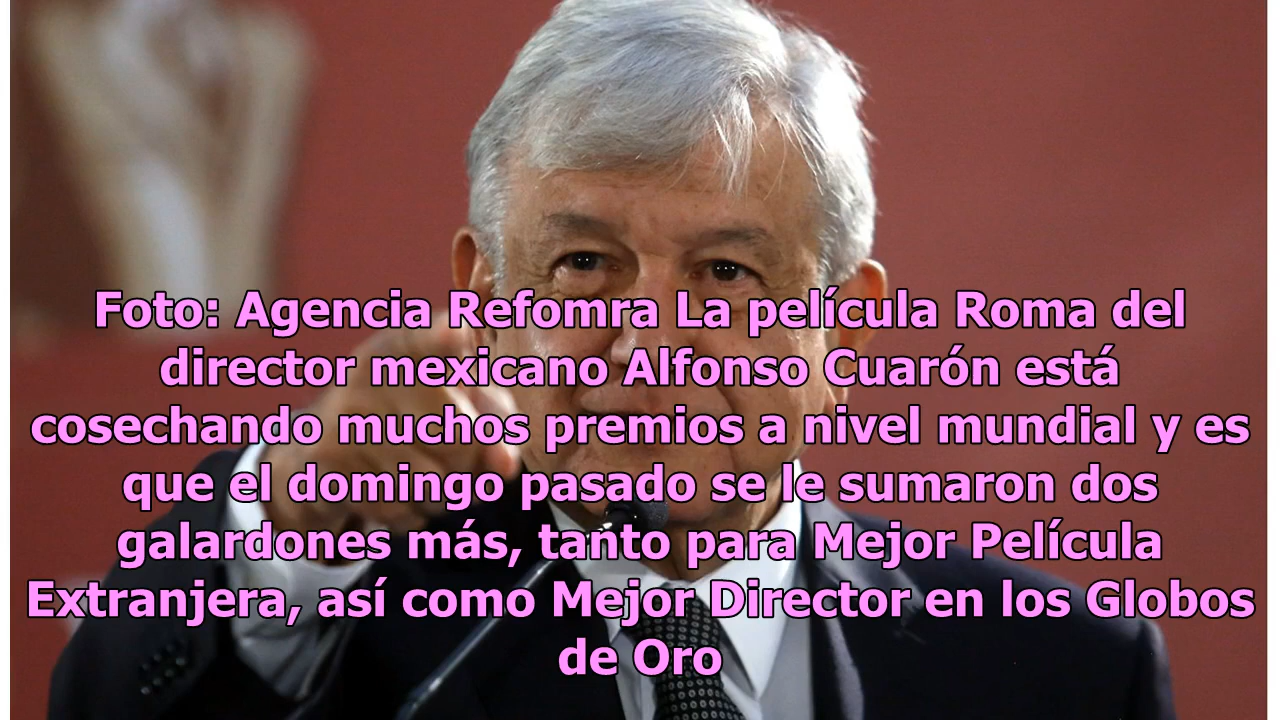 Foto: Agencia Refomra La película Roma del
director mexicano Alfonso Cuarón está
cosechando muchos premios a nivel mundial y es
que el domingo pasado se le sumaron dos
galardones más, tanto para Mejor Película
Extranjera, así como Mejor Director en los Globos
de Oro